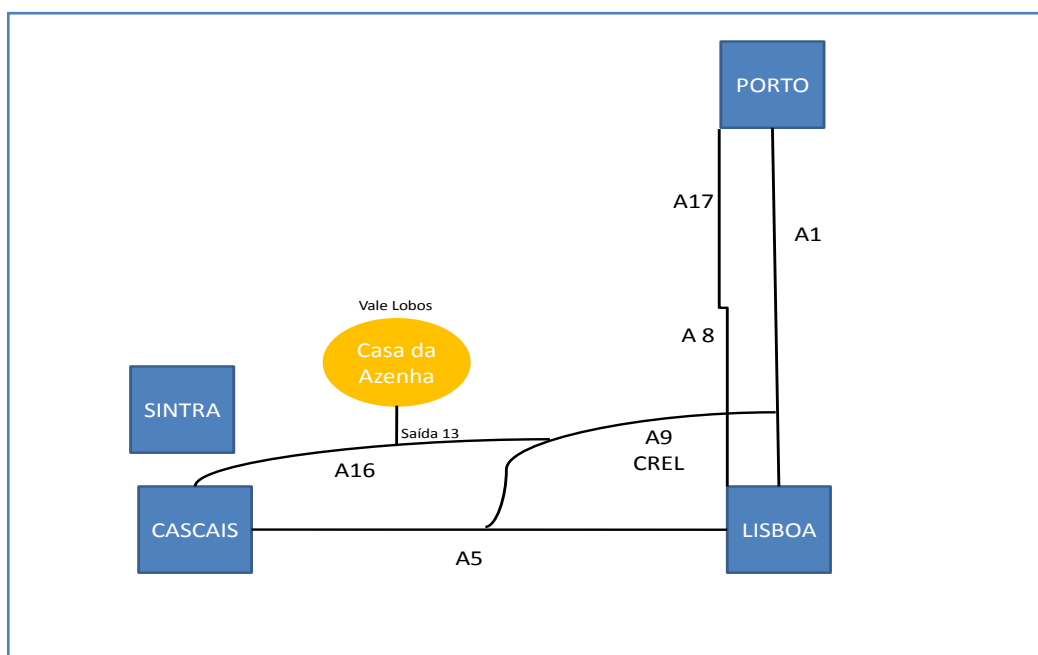 PORTO
A17
A1
Vale Lobos
A 8
Casa da
Azenha
SINTRA
Saída 13
A9
CREL
A16
CASCAIS
LISBOA
A5